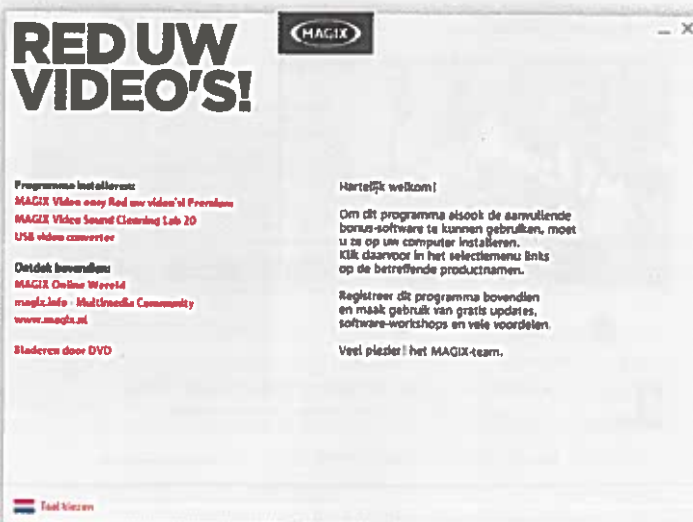 RED UW
VIDEO'S!
MAGIX
Programma installeren:
MAGIX Video easy Red uw video's! Premium
MAGIX Video Sound Cleaning Lab 20
USB video converter
Ontdek bovendien:
MAGIX Online Wereld
magix.info - Multimedia Community
www.magix.nl
Bladeren door DVD
Taal kiezen
Hartelijk welkom!
Om dit programma alsook de aanvullende
bonus-software te kunnen gebruiken, moet
u ze op uw computer installeren.
Klik daarvoor in het selectiemenu links
op de betreffende productnamen.
Registreer dit programma bovendien
en maak gebruik van gratis updates,
software-workshops en vele voordelen.
Veel plezier! het MAGIX-team.